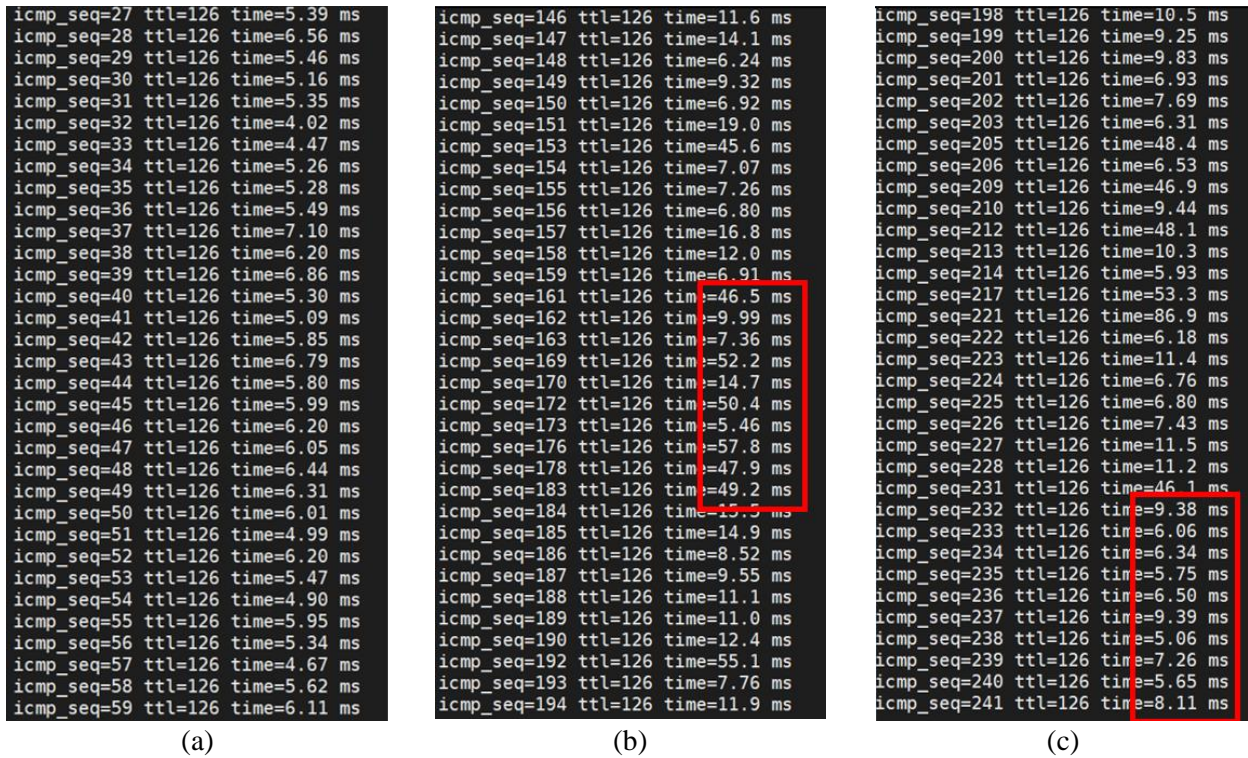 icmp_seq=27 ttl=126 time=5.39 ms
icmp_seq=28 ttl=126 time=6.56 ms
icmp_seq=29 ttl=126 time=5.46 ms
icmp_seq=30 ttl=126 time=5.16 ms
icmp_seq=31 ttl=126 time=5.35 ms
icmp_seq=32 ttl=126 time=4.02 ms
icmp_seq=33 ttl=126 time=4.47 ms
icmp_seq=34 ttl=126 time=5.26 ms
icmp_seq=35 ttl=126 time=5.28 ms
icmp_seq=36 ttl=126 time=5.49 ms
icmp_seq=37 ttl=126 time=7.10 ms
icmp_seq=38 ttl=126 time=6.20 ms
icmp_seq=39 ttl=126 time=6.86 ms
icmp_seq=40 ttl=126 time=5.30 ms
icmp_seq=41 ttl=126 time=5.09 ms
icmp_seq=42 ttl=126 time=5.85 ms
icmp_seq=43 ttl=126 time=6.79 ms
icmp_seq=44 ttl=126 time=5.80 ms
icmp_seq=45 ttl=126 time=5.99 ms
icmp_seq=46 ttl=126 time=6.20 ms
icmp_seq=47 ttl=126 time=6.05 ms
icmp_seq=48 ttl=126 time=6.44 ms
icmp_seq=49 ttl=126 time=6.31 ms
icmp_seq=50 ttl=126 time=6.01 ms
icmp_seq=51 ttl=126 time=4.99 ms
icmp_seq=52 ttl=126 time=6.20 ms
icmp_seq=53 ttl=126 time=5.47 ms
icmp_seq=54 ttl=126 time=4.90 ms
icmp_seq=55 ttl=126 time=5.95 ms
icmp_seq=56 ttl=126 time=5.34 ms
icmp_seq=57 ttl=126 time=4.67 ms
icmp_seq=58 ttl=126 time=5.62 ms
icmp_seq=59 ttl=126 time=6.11 ms
(a)
icmp_seq=146 ttl=126 time=11.6 ms
icmp_seq=147 ttl=126 time=14.1 ms
icmp_seq=148 ttl=126 time=6.24 ms
icmp_seq=149 ttl=126 time=9.32 ms
icmp_seq=150 ttl=126 time=6.92 ms
icmp_seq=151 ttl=126 time=19.0 ms
icmp_seq=153 ttl=126 time=45.6 ms
icmp_seq=154 ttl=126 time=7.07 ms
icmp_seq=155 ttl=126 time=7.26 ms
icmp_seq=156 ttl=126 time=6.80 ms
icmp_seq=157 ttl=126 time=16.8 ms
icmp_seq=158 ttl=126 time=12.0 ms
icmp_seq=159 ttl=126 time=6.91 ms
icmp_seq=161 ttl=126 time=46.5 ms
icmp_seq=162 ttl=126 time=9.99 ms
icmp_seq=163 ttl=126 time=7.36 ms
icmp_seq=169 ttl=126 time=52.2 ms
icmp_seq=170 ttl=126 time=14.7 ms
icmp_seq=172 ttl=126 time=50.4 ms
icmp_seq=173 ttl=126 time=5.46 ms
icmp_seq=176 ttl=126 time=57.8 ms
icmp_seq=178 ttl=126 time=47.9 ms
icmp_seq=183 ttl=126 time=49.2 ms
icmp_seq=184 ttl=126 time=15.5 ms
icmp_seq=185 ttl=126 time=14.9 ms
icmp_seq=186 ttl=126 time=8.52 ms
icmp_seq=187 ttl=126 time=9.55 ms
icmp_seq=188 ttl=126 time=11.1 ms
icmp_seq=189 ttl=126 time=11.0 ms
icmp_seq=190 ttl=126 time=12.4 ms
icmp_seq=192 ttl=126 time=55.1 ms
icmp_seq=193 ttl=126 time=7.76 ms
icmp_seq=194 ttl=126 time=11.9 ms
(b)
icmp_seq=198 ttl=126 time=10.5 ms
icmp_seq=199 ttl=126 time=9.25 ms
icmp_seq=200 ttl=126 time=9.83 ms
icmp_seq=201 ttl=126 time=6.93 ms
icmp_seq=202 ttl=126 time=7.69 ms
icmp_seq=203 ttl=126 time=6.31 ms
icmp_seq=205 ttl=126 time=48.4 ms
icmp_seq=206 ttl=126 time=6.53 ms
icmp_seq=209 ttl=126 time=46.9 ms
icmp_seq=210 ttl=126 time=9.44 ms
icmp_seq=212 ttl=126 time=48.1 ms
icmp_seq=213 ttl=126 time=10.3 ms
icmp_seq=214 ttl=126 time=5.93 ms
icmp_seq=217 ttl=126 time=53.3 ms
icmp_seq=221 ttl=126 time=86.9 ms
icmp_seq=222 ttl=126 time=6.18 ms
icmp_seq=223 ttl=126 time=11.4 ms
icmp_seq=224 ttl=126 time=6.76 ms
icmp_seq=225 ttl=126 time=6.80 ms
icmp_seq=226 ttl=126 time=7.43 ms
icmp_seq=227 ttl=126 time=11.5 ms
icmp_seq=228 ttl=126 time=11.2 ms
icmp_seq=231 ttl=126 time=46.1 ms
icmp_seq=232 ttl=126 time=9.38 ms
icmp_seq=233 ttl=126 time=6.06 ms
icmp_seq=234 ttl=126 time=6.34 ms
icmp_seq=235 ttl=126 time=5.75 ms
icmp_seq=236 ttl=126 time=6.50 ms
icmp_seq=237 ttl=126 time=9.39 ms
icmp_seq=238 ttl=126 time=5.06 ms
icmp_seq=239 ttl=126 time=7.26 ms
icmp_seq=240 ttl=126 time=5.65 ms
icmp_seq=241 ttl=126 time=8.11 ms
(c)